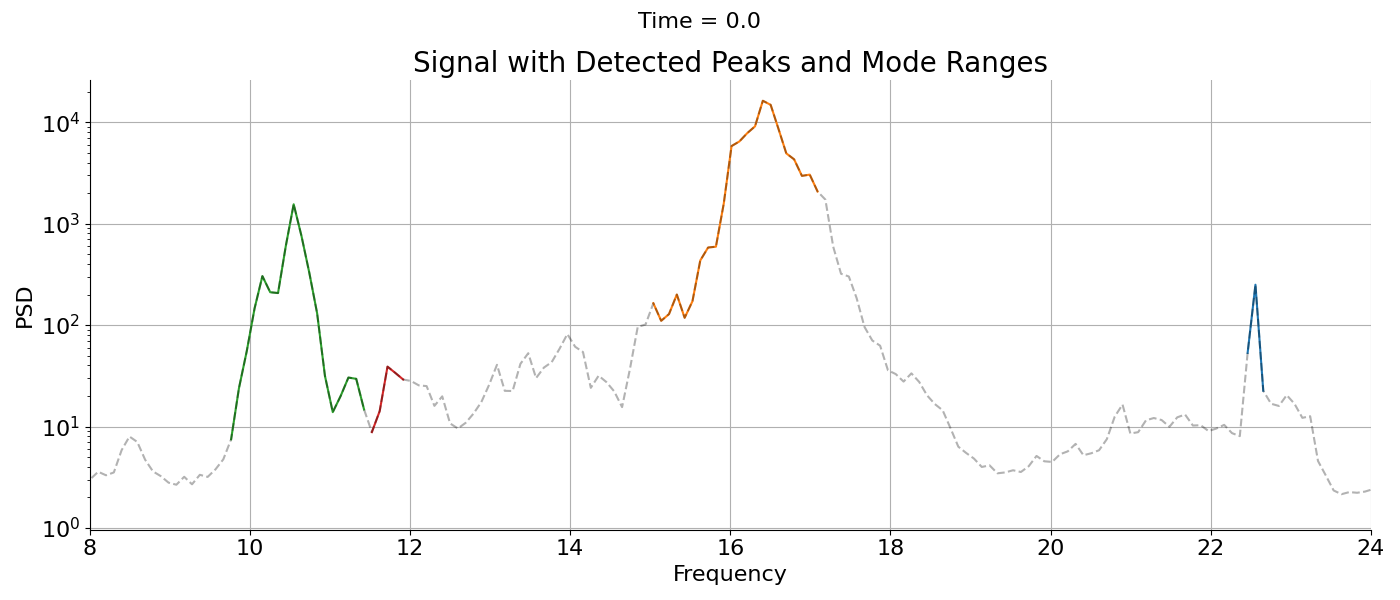 Time = 0.0
Signal with Detected Peaks and Mode Ranges
PSD
10⁴
10³
10²
10¹
10⁰
8 10 12 14 16 18 20 22 24
Frequency